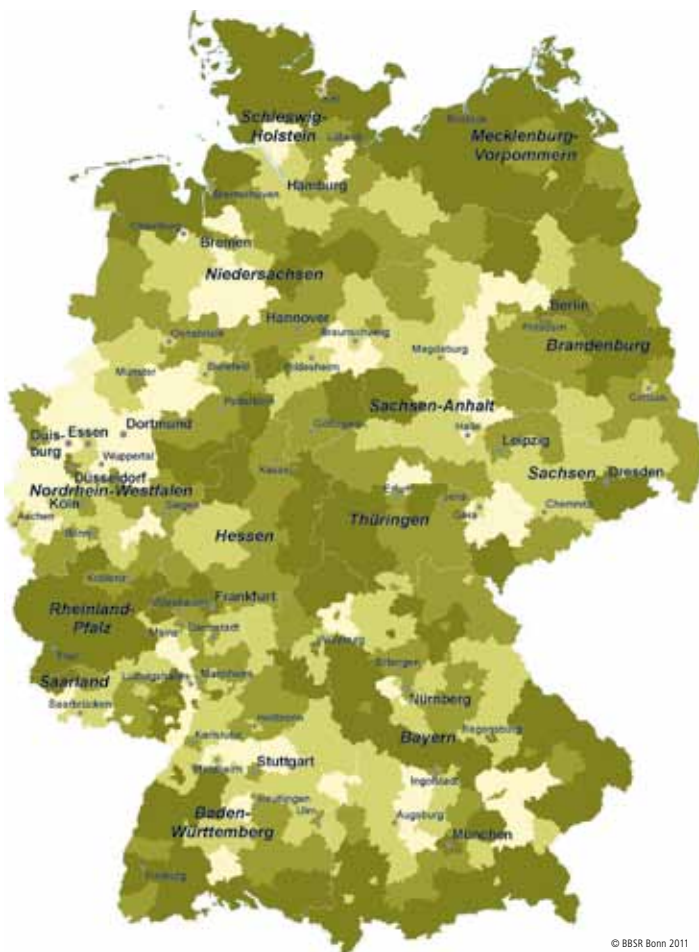 Kiel
Schleswig-
Holstein
Lübeck
Rostock
Mecklenburg-
Vorpommern
Hamburg
Bremerhaven
Oldenburg
Bremen
Niedersachsen
Hannover
Berlin
Potsdam
Brandenburg
Osnabrück
Braunschweig
Magdeburg
Münster
Bielefeld
Hildesheim
Cottbus
Paderborn
Sachsen-Anhalt
Duis-
burg
Essen
Dortmund
Göttingen
Halle
Leipzig
Wuppertal
Düsseldorf
Kassel
Sachsen
Dresden
Nordrhein-Westfalen
Köln
Erfurt
Jena
Gera
Chemnitz
Aachen
Siegen
Thüringen
Bonn
Hessen
Koblenz
Wiesbaden
Frankfurt
Rheinland-
Pfalz
Mainz
Darmstadt
Würzburg
Trier
Erlangen
Saarland
Ludwigshafen
Mannheim
Nürnberg
Saarbrücken
Heilbronn
Regensburg
Karlsruhe
Bayern
Pforzheim
Stuttgart
Ingolstadt
Reutlingen
Baden-
Württemberg
Ulm
Augsburg
München
Freiburg
© BBSR Bonn 2011